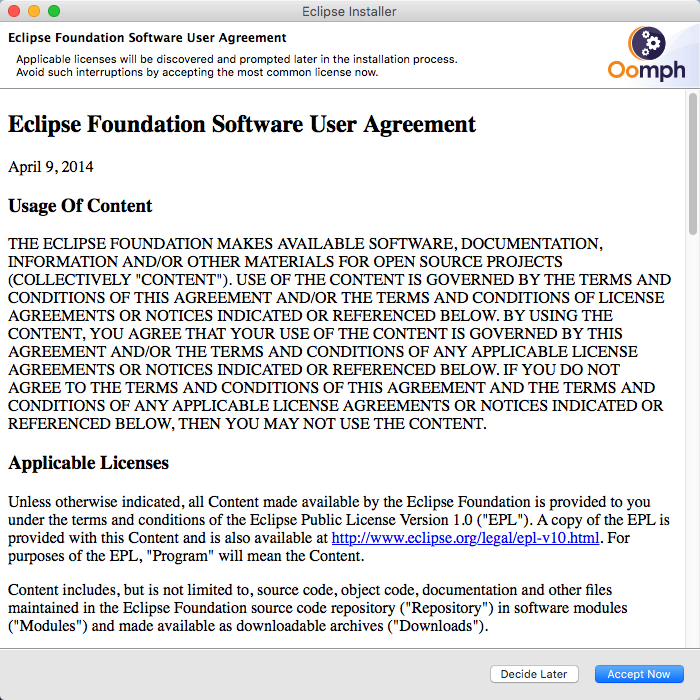 Eclipse Installer
Eclipse Foundation Software User Agreement
Applicable licenses will be discovered and prompted later in the installation process.
Avoid such interruptions by accepting the most common license now.
Oomph
Eclipse Foundation Software User Agreement
April 9, 2014
Usage Of Content
THE ECLIPSE FOUNDATION MAKES AVAILABLE SOFTWARE, DOCUMENTATION,
INFORMATION AND/OR OTHER MATERIALS FOR OPEN SOURCE PROJECTS
(COLLECTIVELY "CONTENT"). USE OF THE CONTENT IS GOVERNED BY THE TERMS AND
CONDITIONS OF THIS AGREEMENT AND/OR THE TERMS AND CONDITIONS OF LICENSE
AGREEMENTS OR NOTICES INDICATED OR REFERENCED BELOW. BY USING THE
CONTENT, YOU AGREE THAT YOUR USE OF THE CONTENT IS GOVERNED BY THIS
AGREEMENT AND/OR THE TERMS AND CONDITIONS OF ANY APPLICABLE LICENSE
AGREEMENTS OR NOTICES INDICATED OR REFERENCED BELOW. IF YOU DO NOT
AGREE TO THE TERMS AND CONDITIONS OF THIS AGREEMENT AND THE TERMS AND
CONDITIONS OF ANY APPLICABLE LICENSE AGREEMENTS OR NOTICES INDICATED OR
REFERENCED BELOW, THEN YOU MAY NOT USE THE CONTENT.
Applicable Licenses
Unless otherwise indicated, all Content made available by the Eclipse Foundation is provided to you
under the terms and conditions of the Eclipse Public License Version 1.0 ("EPL"). A copy of the EPL is
provided with this Content and is also available at http://www.eclipse.org/legal/epl-v10.html. For
purposes of the EPL, "Program" will mean the Content.
Content includes, but is not limited to, source code, object code, documentation and other files
maintained in the Eclipse Foundation source code repository ("Repository") in software modules
("Modules") and made available as downloadable archives ("Downloads").
Decide Later
Accept Now